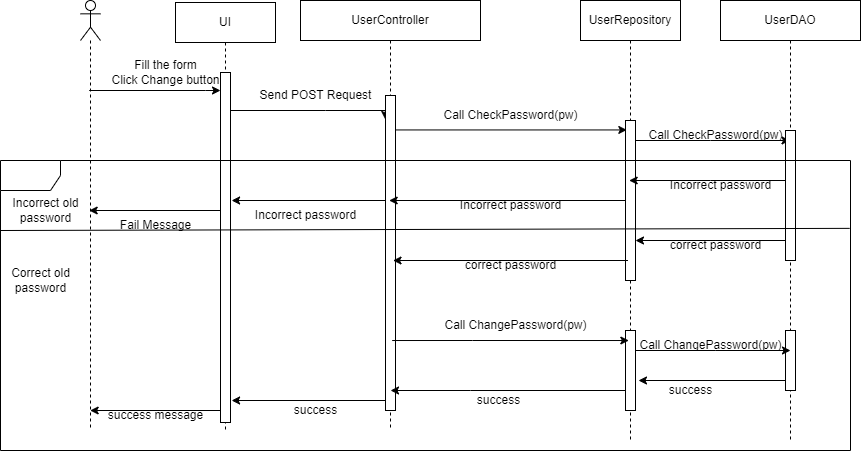 UI
UserController
UserRepository
UserDAO
Fill the form
Click Change button
Send POST Request
Call CheckPassword(pw)
Call CheckPassword(pw)
Incorrect old
password
Incorrect password
Incorrect password
Incorrect password
Fail Message
correct password
correct password
Correct old
password
Call ChangePassword(pw)
Call ChangePassword(pw)
success
success
success
success message